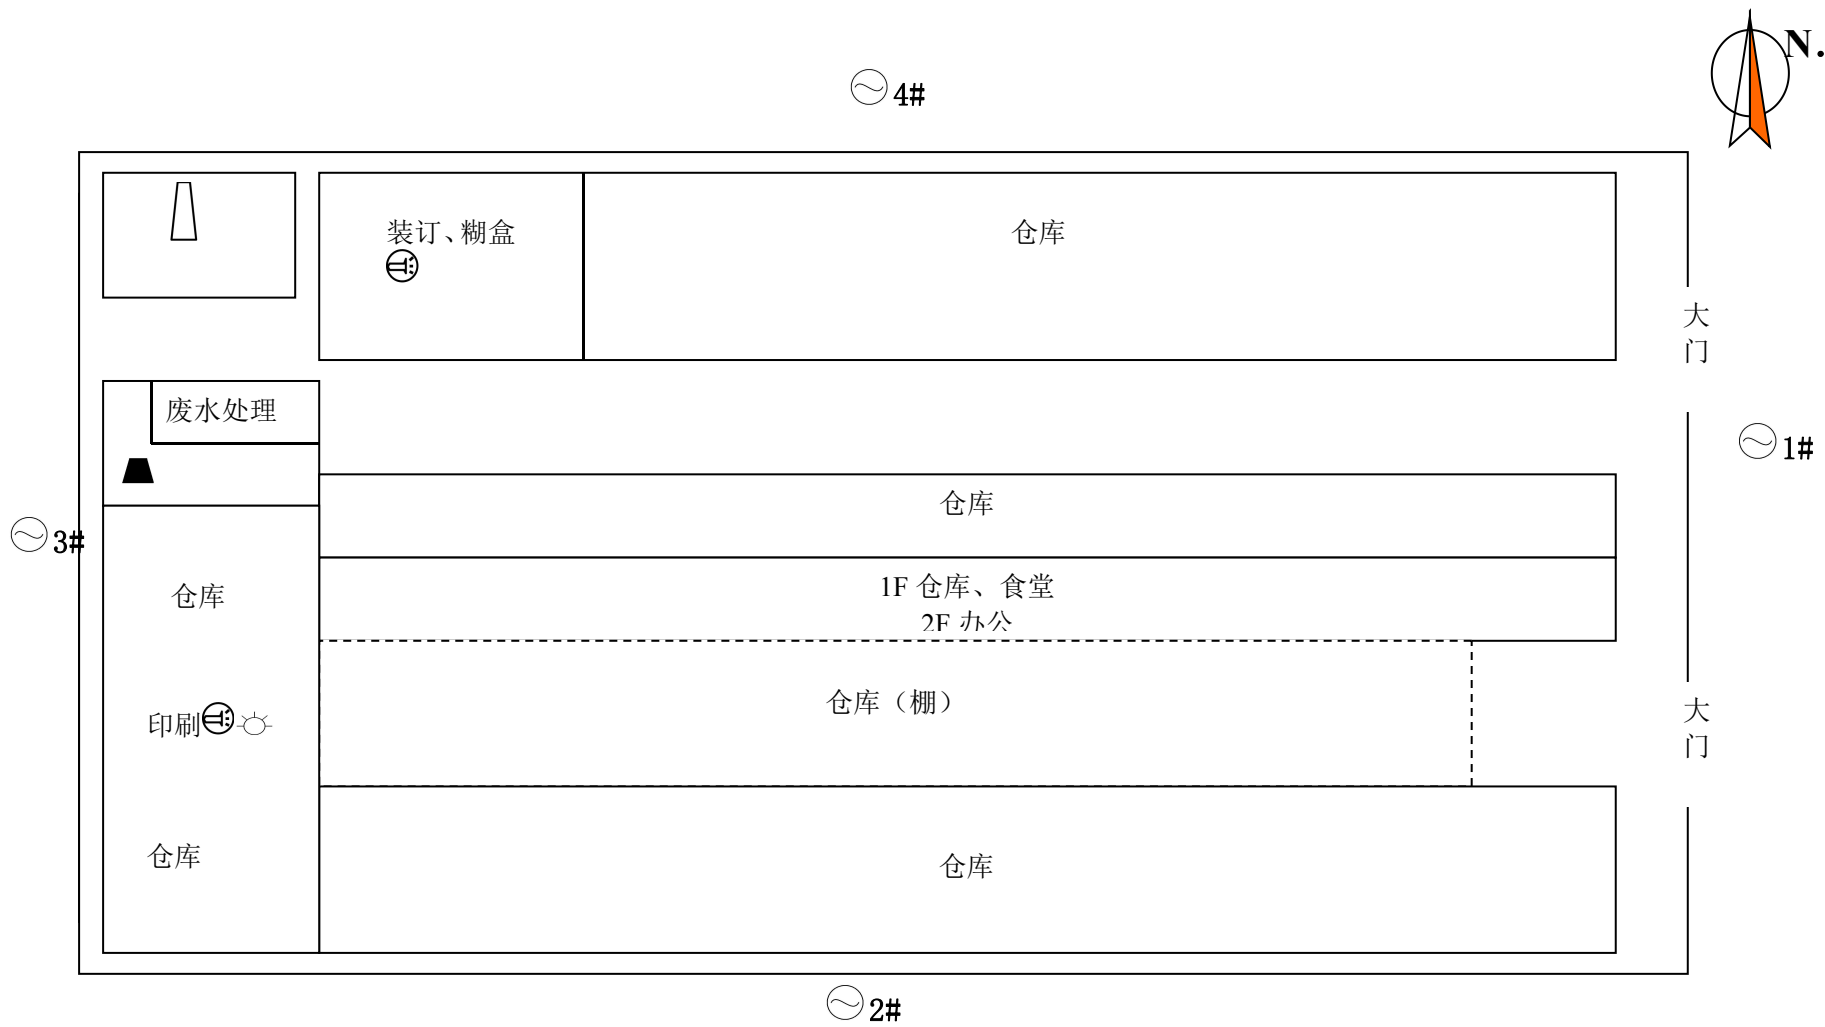 N.
4#
装订、糊盒
仓库
大门
废水处理
1#
仓库
3#
1F 仓库、食堂
2F 办公
仓库
仓库（棚）
大门
印刷
仓库
仓库
2#